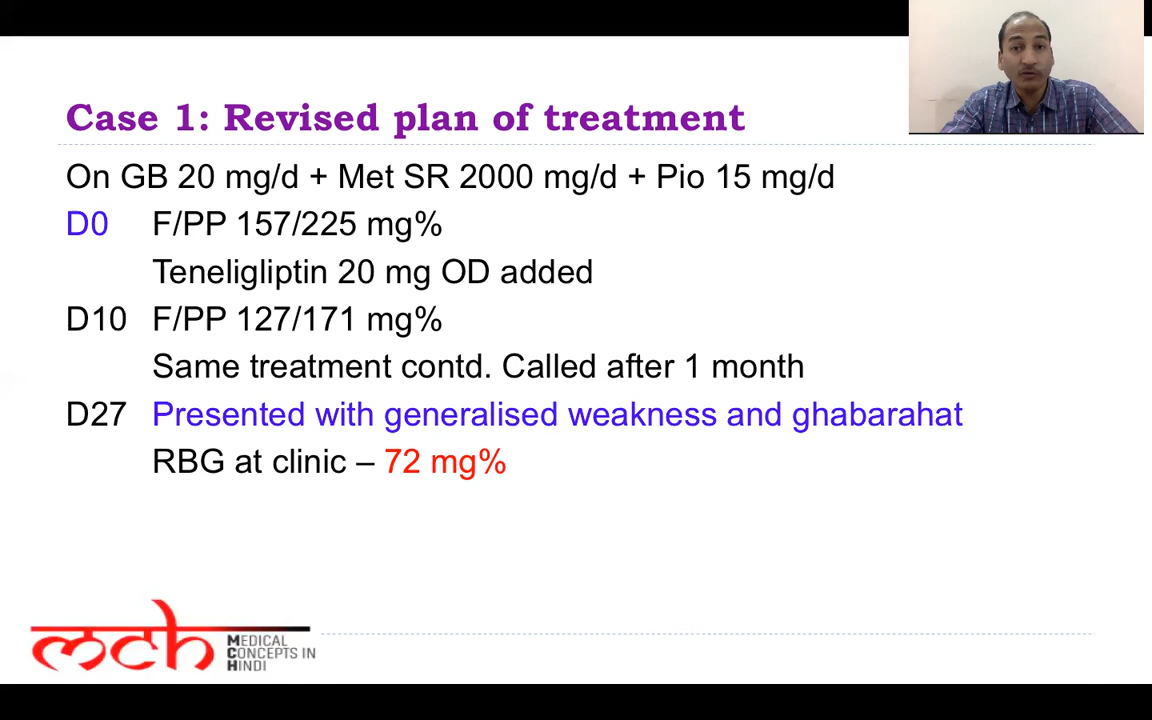 Case 1: Revised plan of treatment
On GB 20 mg/d + Met SR 2000 mg/d + Pio 15 mg/d
D0 F/PP 157/225 mg%
Teneligliptin 20 mg OD added
D10 F/PP 127/171 mg%
Same treatment contd. Called after 1 month
D27 Presented with generalised weakness and ghabarahat
RBG at clinic – 72 mg%
mch
MEDICAL
CONCEPTS IN
HINDI